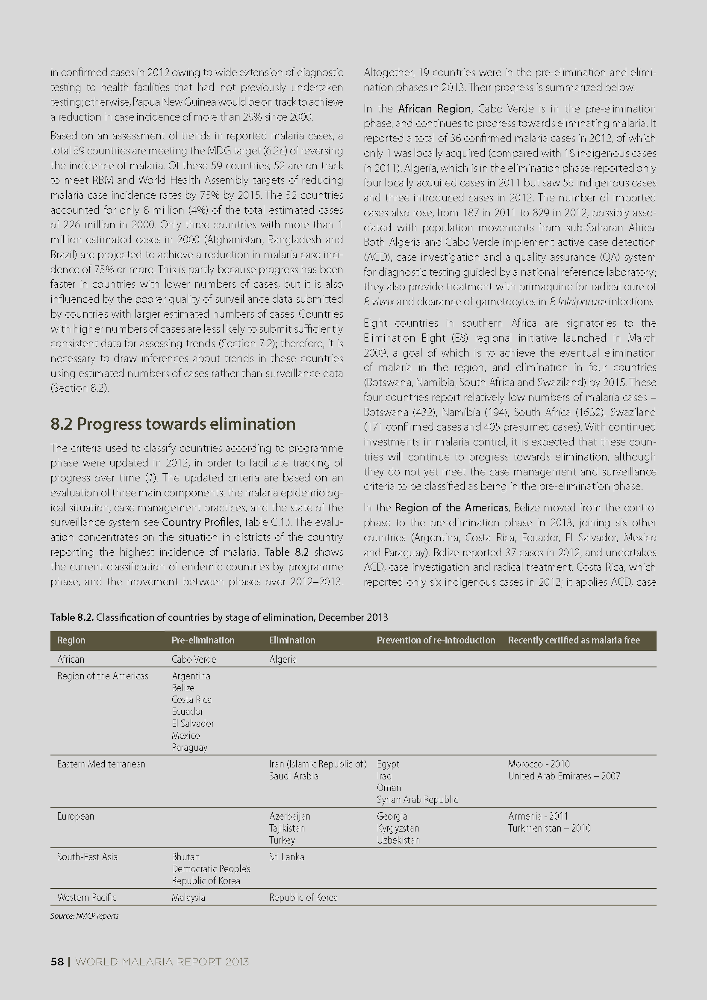 in confirmed cases in 2012 owing to wide extension of diagnostic
testing to health facilities that had not previously undertaken
testing; otherwise, Papua New Guinea would be on track to achieve
a reduction in case incidence of more than 25% since 2000.
Based on an assessment of trends in reported malaria cases, a
total 59 countries are meeting the MDG target (6.2c) of reversing
the incidence of malaria. Of these 59 countries, 52 are on track
to meet RBM and World Health Assembly targets of reducing
malaria case incidence rates by 75% by 2015. The 52 countries
accounted for only 8 million (4%) of the total estimated cases
of 226 million in 2000. Only three countries with more than 1
million estimated cases in 2000 (Afghanistan, Bangladesh and
Brazil) are projected to achieve a reduction in malaria case inci-
dence of 75% or more. This is partly because progress has been
faster in countries with lower numbers of cases, but it is also
influenced by the poorer quality of surveillance data submitted
by countries with larger estimated numbers of cases. Countries
with higher numbers of cases are less likely to submit sufficiently
consistent data for assessing trends (Section 7.2); therefore, it is
necessary to draw inferences about trends in these countries
using estimated numbers of cases rather than surveillance data
(Section 8.2).
8.2 Progress towards elimination
The criteria used to classify countries according to programme
phase were updated in 2012, in order to facilitate tracking of
progress over time (1). The updated criteria are based on an
evaluation of three main components: the malaria epidemiolog-
ical situation, case management practices, and the state of the
surveillance system see Country Profiles, Table C.1.). The evalu-
ation concentrates on the situation in districts of the country
reporting the highest incidence of malaria. Table 8.2 shows
the current classification of endemic countries by programme
phase, and the movement between phases over 2012–2013.
Altogether, 19 countries were in the pre-elimination and elimi-
nation phases in 2013. Their progress is summarized below.
In the African Region, Cabo Verde is in the pre-elimination
phase, and continues to progress towards eliminating malaria. It
reported a total of 36 confirmed malaria cases in 2012, of which
only 1 was locally acquired (compared with 18 indigenous cases
in 2011). Algeria, which is in the elimination phase, reported only
four locally acquired cases in 2011 but saw 55 indigenous cases
and three introduced cases in 2012. The number of imported
cases also rose, from 187 in 2011 to 829 in 2012, possibly asso-
ciated with population movements from sub-Saharan Africa.
Both Algeria and Cabo Verde implement active case detection
(ACD), case investigation and a quality assurance (QA) system
for diagnostic testing guided by a national reference laboratory;
they also provide treatment with primaquine for radical cure of
P. vivax and clearance of gametocytes in P. falciparum infections.
Eight countries in southern Africa are signatories to the
Elimination Eight (E8) regional initiative launched in March
2009, a goal of which is to achieve the eventual elimination
of malaria in the region, and elimination in four countries
(Botswana, Namibia, South Africa and Swaziland) by 2015. These
four countries report relatively low numbers of malaria cases –
Botswana (432), Namibia (194), South Africa (1632), Swaziland
(171 confirmed cases and 405 presumed cases). With continued
investments in malaria control, it is expected that these coun-
tries will continue to progress towards elimination, although
they do not yet meet the case management and surveillance
criteria to be classified as being in the pre-elimination phase.
In the Region of the Americas, Belize moved from the control
phase to the pre-elimination phase in 2013, joining six other
countries (Argentina, Costa Rica, Ecuador, El Salvador, Mexico
and Paraguay). Belize reported 37 cases in 2012, and undertakes
ACD, case investigation and radical treatment. Costa Rica, which
reported only six indigenous cases in 2012; it applies ACD, case
Table 8.2. Classification of countries by stage of elimination, December 2013
Region Pre-elimination Elimination Prevention of re-introduction Recently certified as malaria free
African Cabo Verde Algeria
Region of the Americas Argentina
Belize
Costa Rica
Ecuador
El Salvador
Mexico
Paraguay
Eastern Mediterranean Iran (Islamic Republic of) Egypt Morocco - 2010
Saudi Arabia Iraq United Arab Emirates – 2007
Oman
Syrian Arab Republic
European Azerbaijan Georgia Armenia - 2011
Tajikistan Kyrgyzstan Turkmenistan – 2010
Turkey Uzbekistan
South-East Asia Bhutan Sri Lanka
Democratic People's
Republic of Korea
Western Pacific Malaysia Republic of Korea
Source: NMCP reports
58 | WORLD MALARIA REPORT 2013